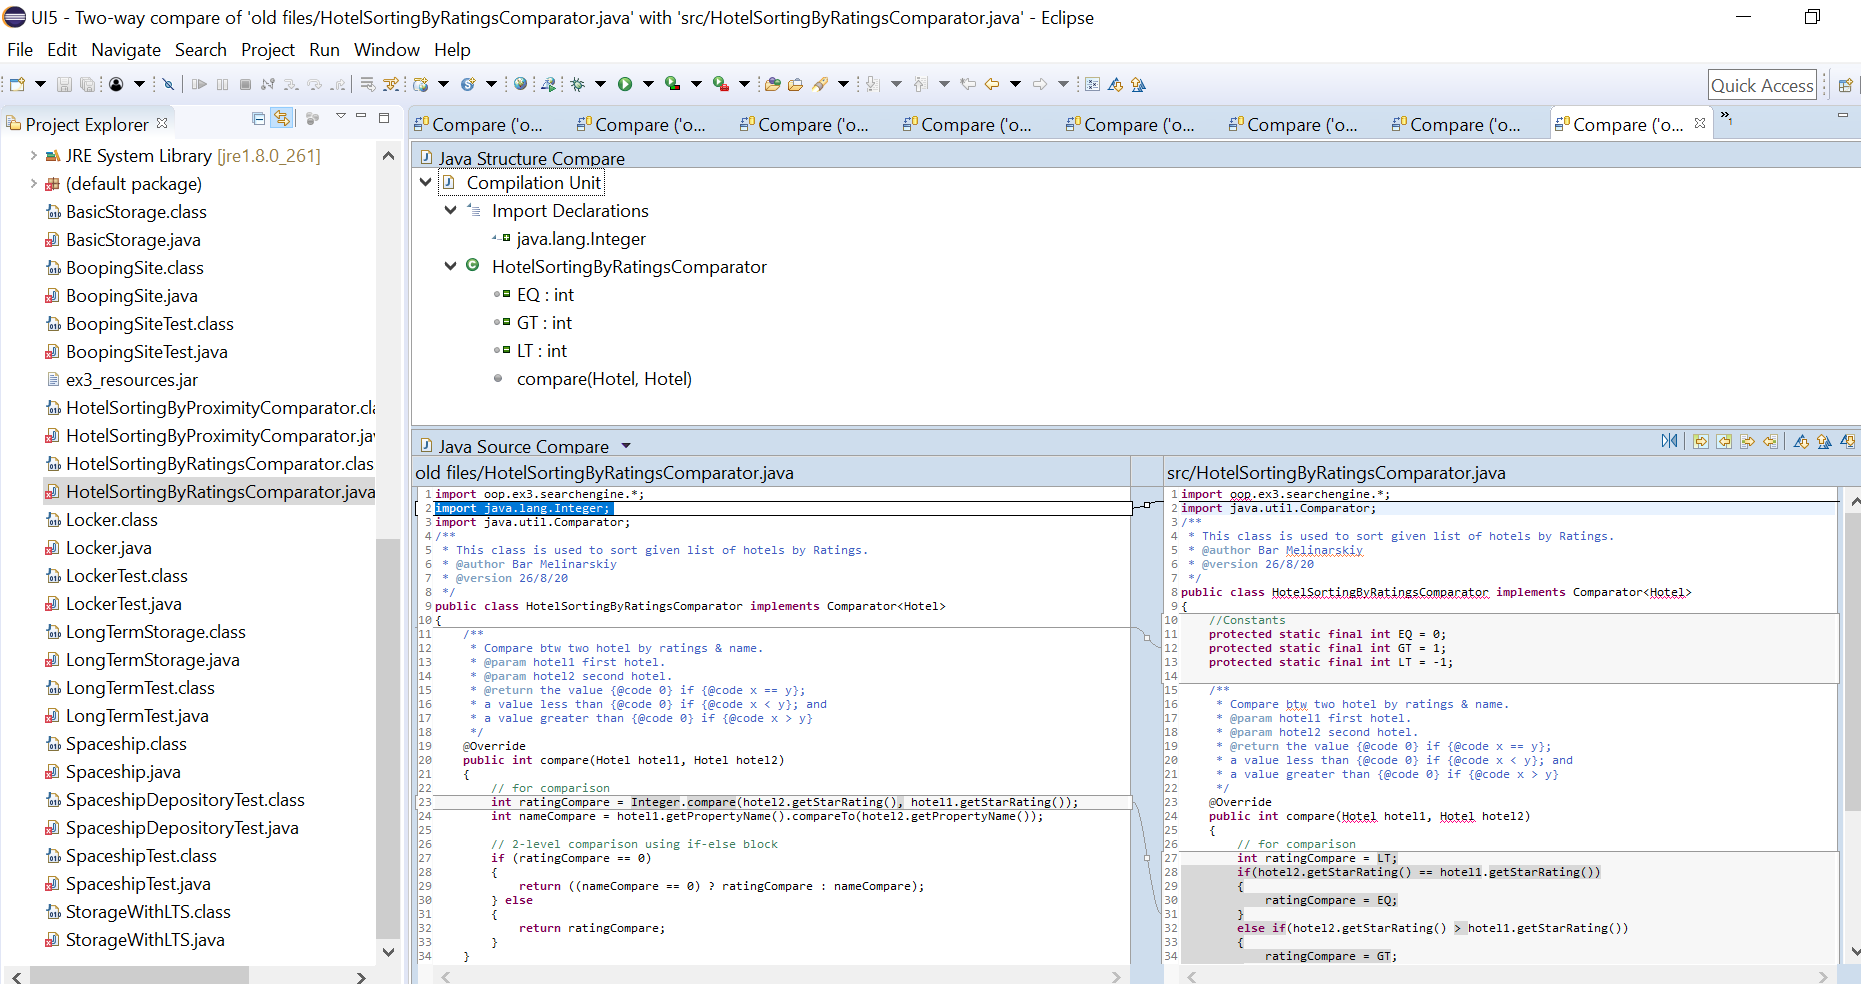 UI5 - Two-way compare of 'old files/HotelSortingByRatingsComparator.java' with 'src/HotelSortingByRatingsComparator.java' - Eclipse
File Edit Navigate Search Project Run Window Help
Quick Access
Project Explorer
JRE System Library [jre1.8.0_261]
(default package)
BasicStorage.class
BasicStorage.java
BoopingSite.class
BoopingSite.java
BoopingSiteTest.class
BoopingSiteTest.java
ex3_resources.jar
HotelSortingByProximityComparator.cla
HotelSortingByProximityComparator.jav
HotelSortingByRatingsComparator.clas
HotelSortingByRatingsComparator.java
Locker.class
Locker.java
LockerTest.class
LockerTest.java
LongTermStorage.class
LongTermStorage.java
LongTermTest.class
LongTermTest.java
Spaceship.class
Spaceship.java
SpaceshipDepositoryTest.class
SpaceshipDepositoryTest.java
SpaceshipTest.class
SpaceshipTest.java
StorageWithLTS.class
StorageWithLTS.java
Compare ('o... Compare ('o... Compare ('o... Compare ('o... Compare ('o... Compare ('o... Compare ('o... Compare ('o... »1
Java Structure Compare
Compilation Unit
Import Declarations
java.lang.Integer
HotelSortingByRatingsComparator
EQ : int
GT : int
LT : int
compare(Hotel, Hotel)
Java Source Compare
old files/HotelSortingByRatingsComparator.java
1 import oop.ex3.searchengine.*;
2 import java.lang.Integer;
3 import java.util.Comparator;
4 /**
5 * This class is used to sort given list of hotels by Ratings.
6 * @author Bar Melinarskiy
7 * @version 26/8/20
8 */
9 public class HotelSortingByRatingsComparator implements Comparator<Hotel>
10 {
11 /**
12 * Compare btw two hotel by ratings & name.
13 * @param hotel1 first hotel.
14 * @param hotel2 second hotel.
15 * @return the value {@code 0} if {@code x == y};
16 * a value less than {@code 0} if {@code x < y}; and
17 * a value greater than {@code 0} if {@code x > y}
18 */
19 @Override
20 public int compare(Hotel hotel1, Hotel hotel2)
21 {
22 // for comparison
23 int ratingCompare = Integer.compare(hotel2.getStarRating(), hotel1.getStarRating());
24 int nameCompare = hotel1.getPropertyName().compareTo(hotel2.getPropertyName());
25
26 // 2-level comparison using if-else block
27 if (ratingCompare == 0)
28 {
29 return ((nameCompare == 0) ? ratingCompare : nameCompare);
30 } else
31 {
32 return ratingCompare;
33 }
34 }
src/HotelSortingByRatingsComparator.java
1 import oop.ex3.searchengine.*;
2 import java.util.Comparator;
3 /**
4 * This class is used to sort given list of hotels by Ratings.
5 * @author Bar Melinarskiy
6 * @version 26/8/20
7 */
8 public class HotelSortingByRatingsComparator implements Comparator<Hotel>
9 {
10 //Constants
11 protected static final int EQ = 0;
12 protected static final int GT = 1;
13 protected static final int LT = -1;
14
15 /**
16 * Compare btw two hotel by ratings & name.
17 * @param hotel1 first hotel.
18 * @param hotel2 second hotel.
19 * @return the value {@code 0} if {@code x == y};
20 * a value less than {@code 0} if {@code x < y}; and
21 * a value greater than {@code 0} if {@code x > y}
22 */
23 @Override
24 public int compare(Hotel hotel1, Hotel hotel2)
25 {
26 // for comparison
27 int ratingCompare = LT;
28 if(hotel2.getStarRating() == hotel1.getStarRating())
29 {
30 ratingCompare = EQ;
31 }
32 else if(hotel2.getStarRating() > hotel1.getStarRating())
33 {
34 ratingCompare = GT;